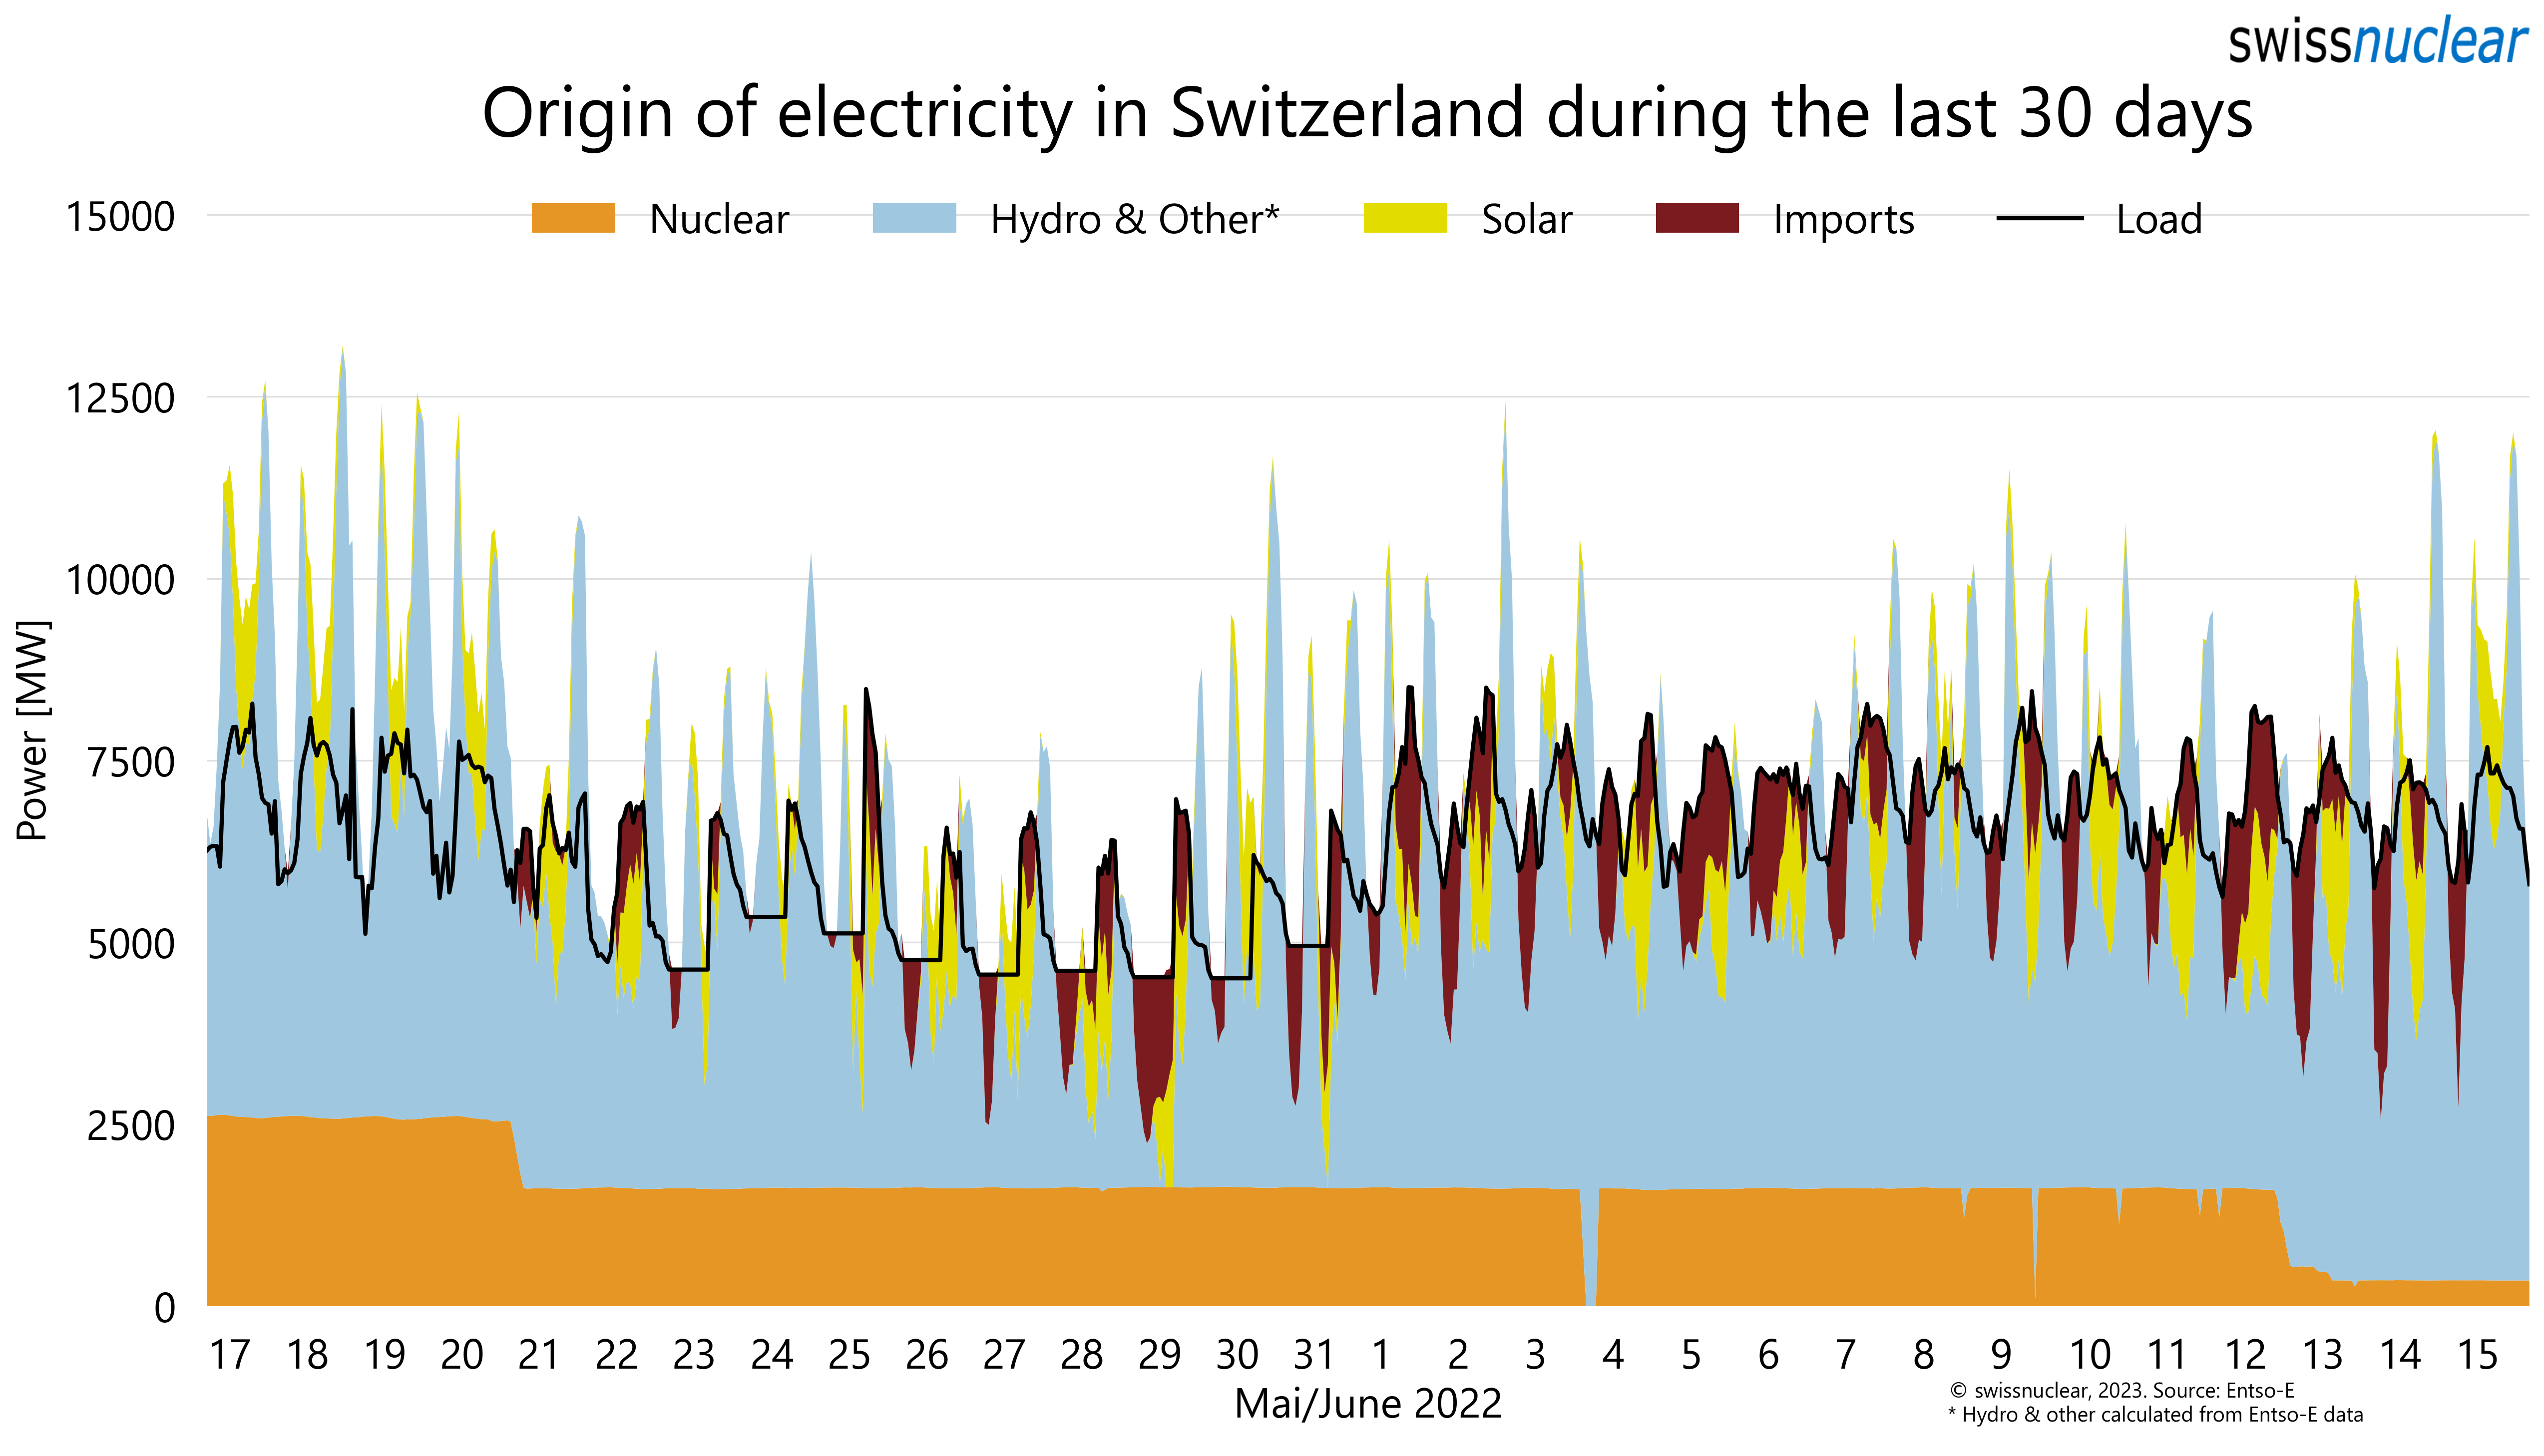 swissnuclear
Origin of electricity in Switzerland during the last 30 days
Nuclear Hydro & Other* Solar Imports Load
15000
12500
10000
7500
5000
2500
0
Power [MW]
17 18 19 20 21 22 23 24 25 26 27 28 29 30 31 1 2 3 4 5 6 7 8 9 10 11 12 13 14 15
Mai/June 2022
© swissnuclear, 2023. Source: Entso-E
* Hydro & other calculated from Entso-E data